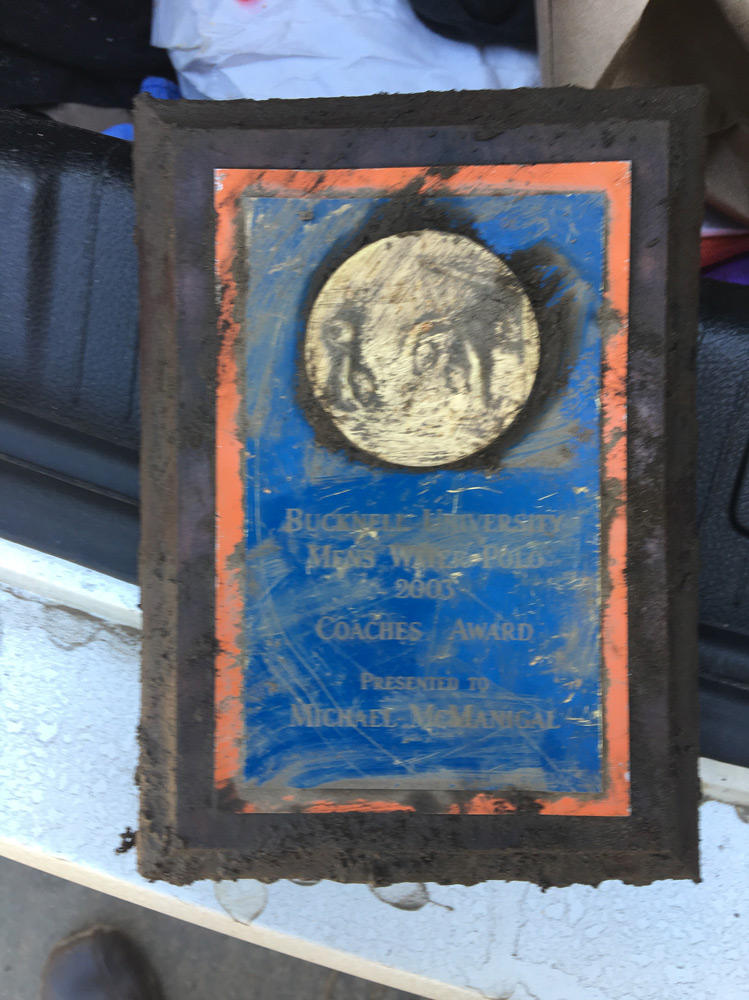 BUCKNELL UNIVERSITY
MENS WATER POLO
2003
COACHES AWARD
PRESENTED TO
MICHAEL MCMANIGAL